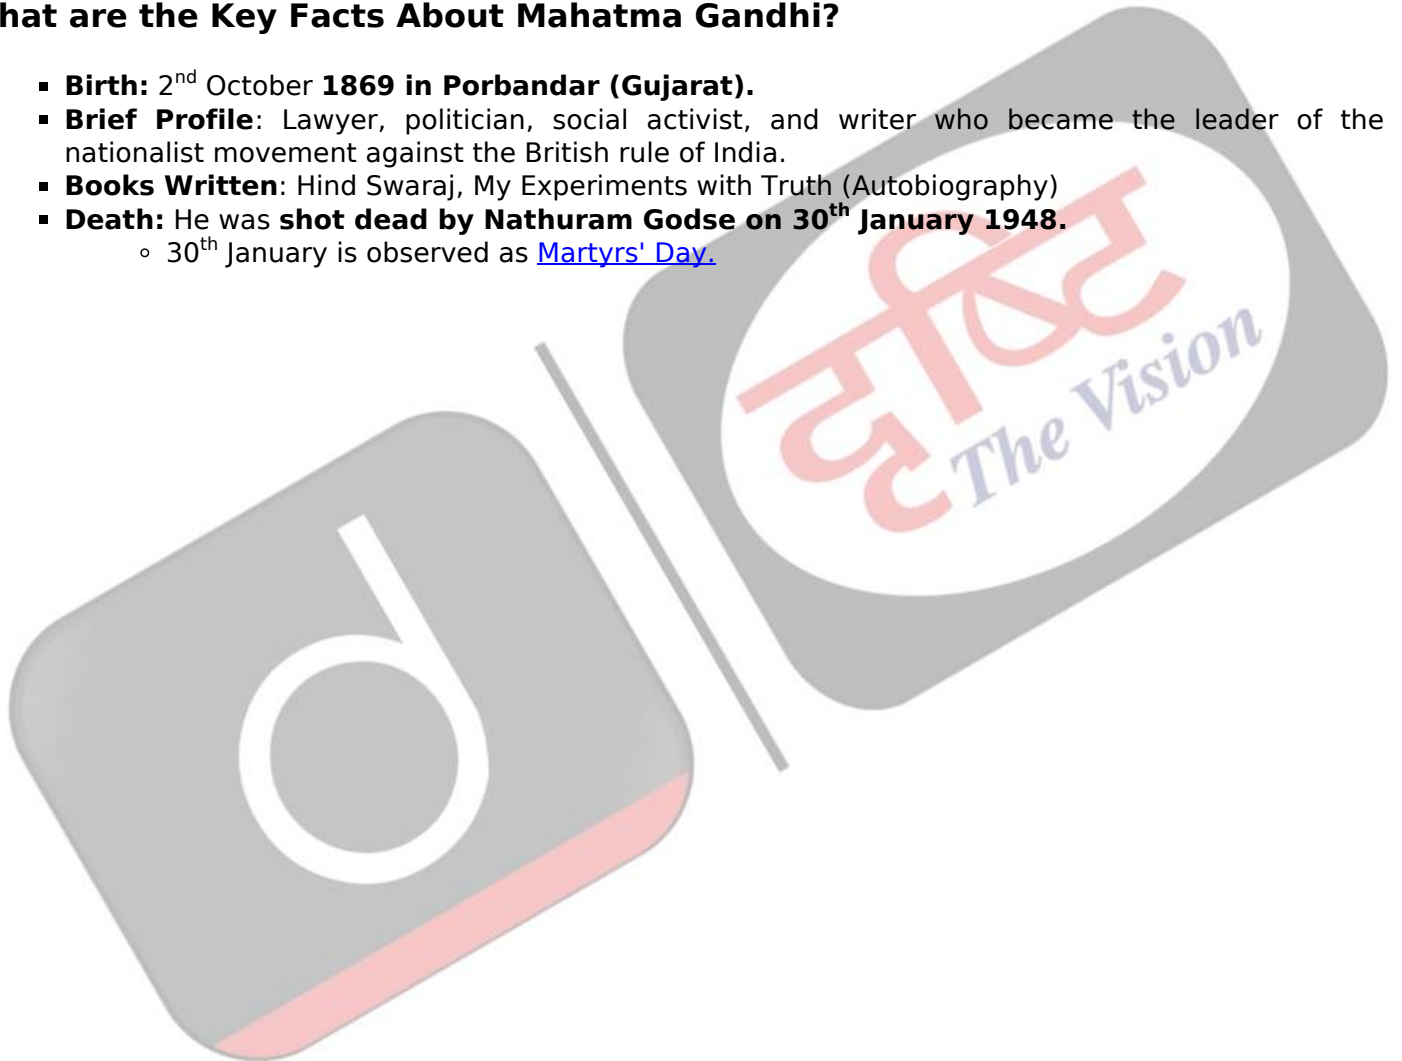 hat are the Key Facts About Mahatma Gandhi?
▪ Birth: 2nd October 1869 in Porbandar (Gujarat).
▪ Brief Profile: Lawyer, politician, social activist, and writer who became the leader of the
nationalist movement against the British rule of India.
▪ Books Written: Hind Swaraj, My Experiments with Truth (Autobiography)
▪ Death: He was shot dead by Nathuram Godse on 30th January 1948.
◦ 30th January is observed as Martyrs' Day.
दृष्टि
The Vision
d